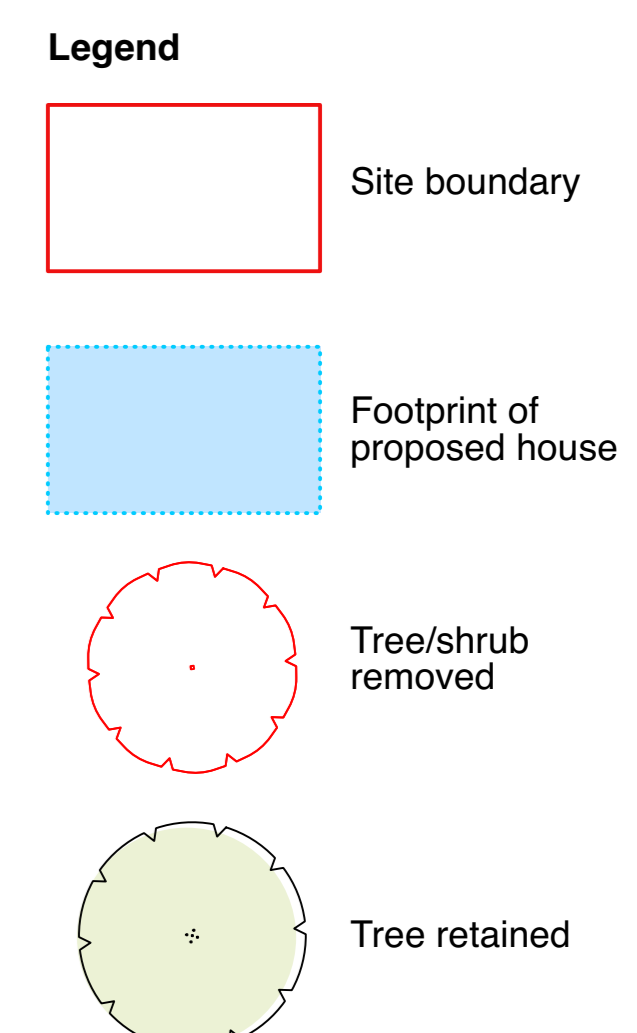 Legend
Site boundary
Footprint of
proposed house
Tree/shrub
removed
Tree retained